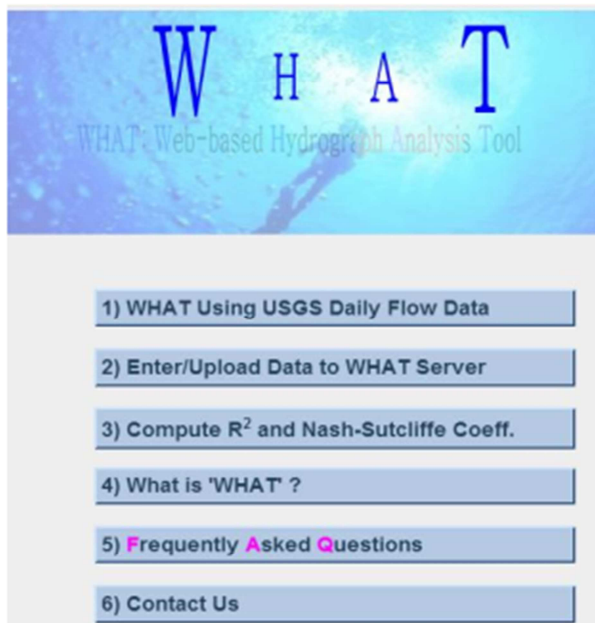 W H A T
WHAT: Web-based Hydrograph Analysis Tool
1) WHAT Using USGS Daily Flow Data
2) Enter/Upload Data to WHAT Server
3) Compute R² and Nash-Sutcliffe Coeff.
4) What is 'WHAT' ?
5) Frequently Asked Questions
6) Contact Us